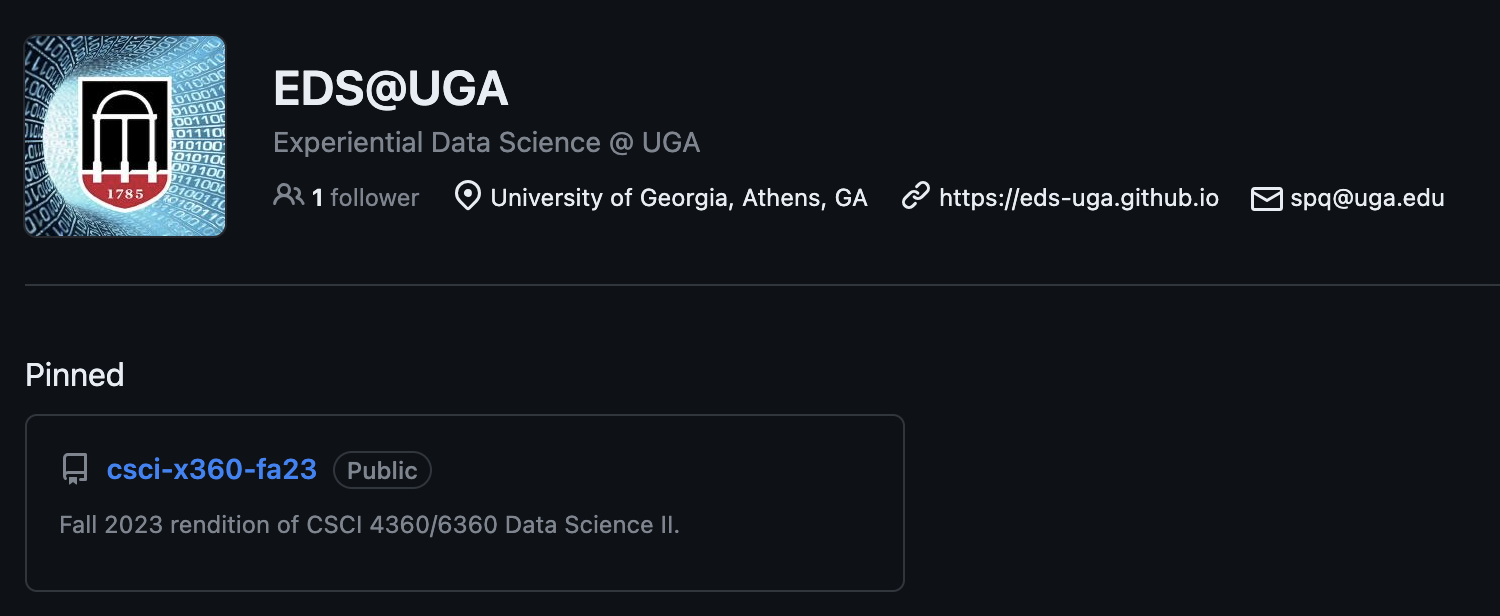 1785
EDS@UGA
Experiential Data Science @ UGA
1 follower University of Georgia, Athens, GA https://eds-uga.github.io spq@uga.edu
Pinned
csci-x360-fa23 Public
Fall 2023 rendition of CSCI 4360/6360 Data Science II.